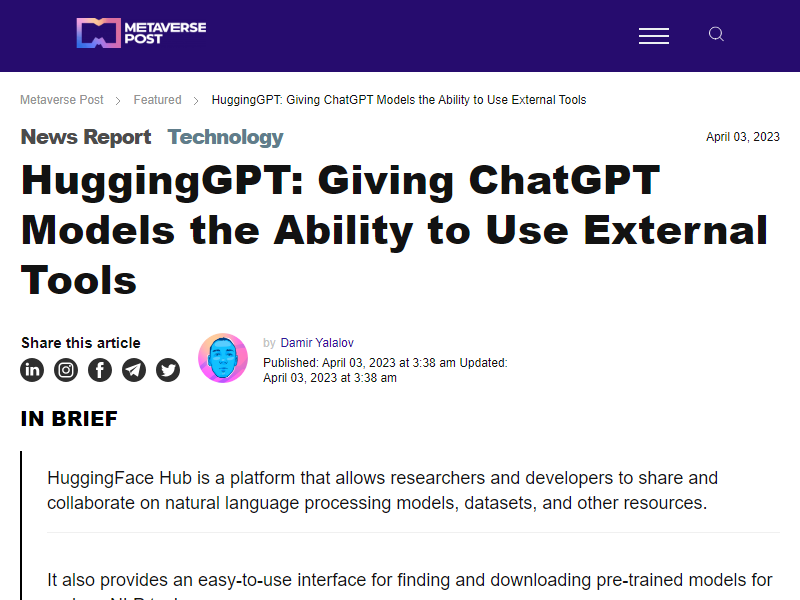 METAVERSE
POST
Metaverse Post > Featured > HuggingGPT: Giving ChatGPT Models the Ability to Use External Tools
News Report Technology April 03, 2023
HuggingGPT: Giving ChatGPT
Models the Ability to Use External
Tools
Share this article
by Damir Yalalov
Published: April 03, 2023 at 3:38 am Updated:
April 03, 2023 at 3:38 am
IN BRIEF
HuggingFace Hub is a platform that allows researchers and developers to share and
collaborate on natural language processing models, datasets, and other resources.
It also provides an easy-to-use interface for finding and downloading pre-trained models for